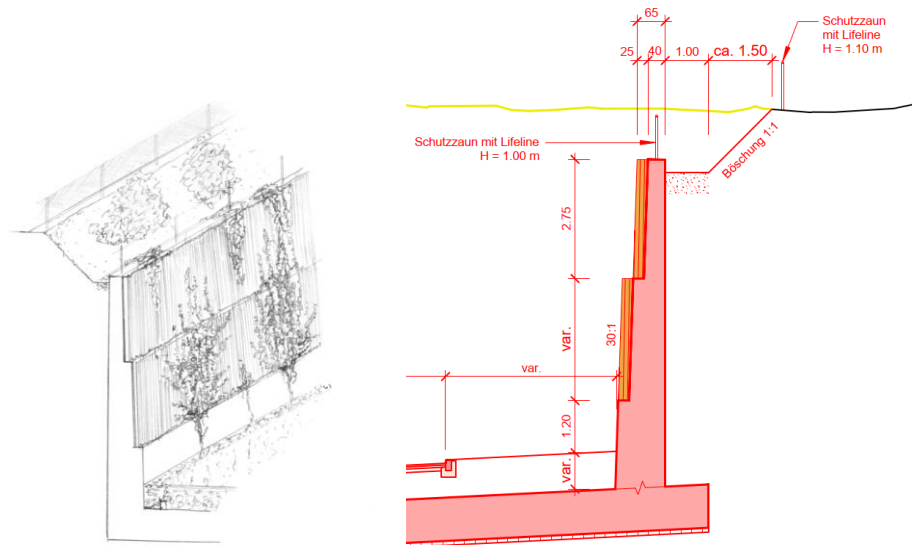 65
25
40
1.00
ca. 1.50
Schutzzaun
mit Lifeline
H = 1.10 m
Schutzzaun mit Lifeline
H = 1.00 m
Böschung 1:1
2.75
var.
30:1
var.
1.20
var.